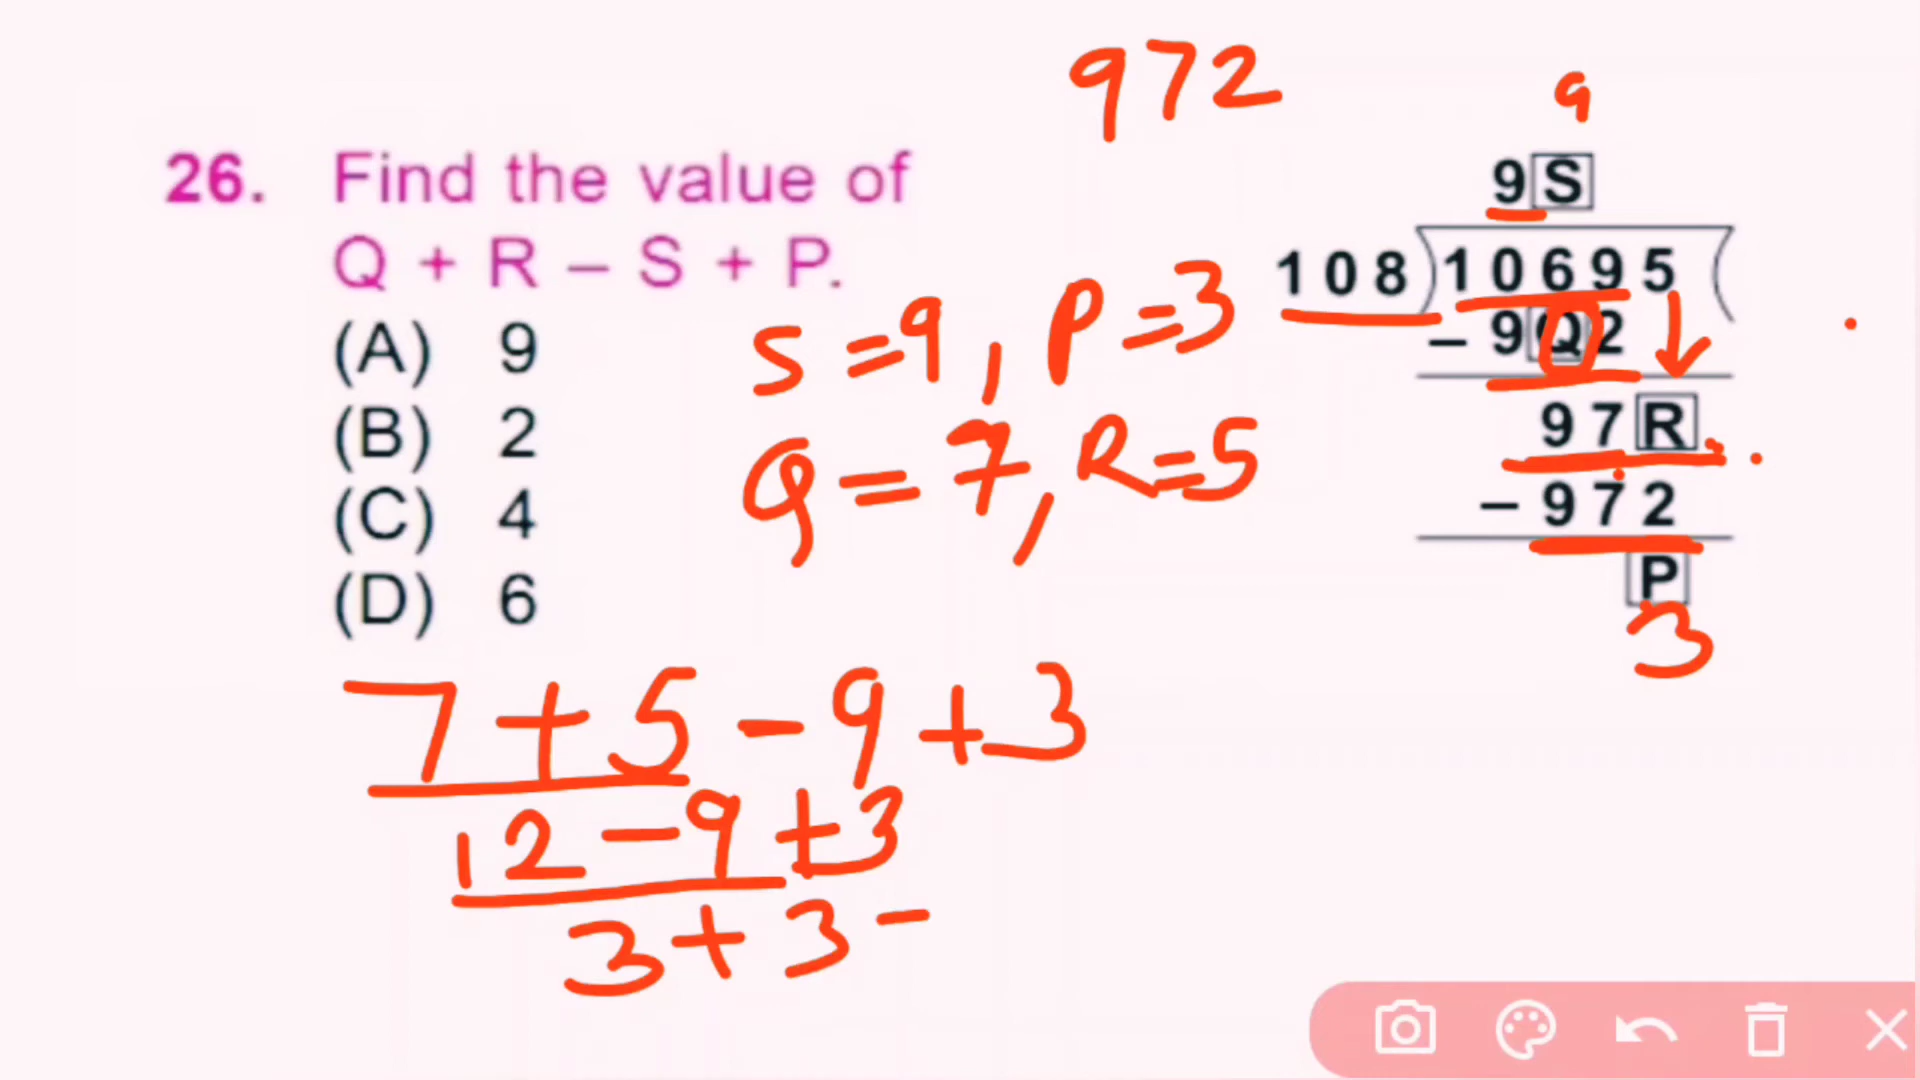 972
9
26. Find the value of
Q + R – S + P.
9S
108)10695(
– 9Q2
97R
– 972
P
3
(A) 9
(B) 2
(C) 4
(D) 6
S = 9, P = 3
Q = 7, R = 5
7 + 5 - 9 + 3
12 - 9 + 3
3 + 3 -